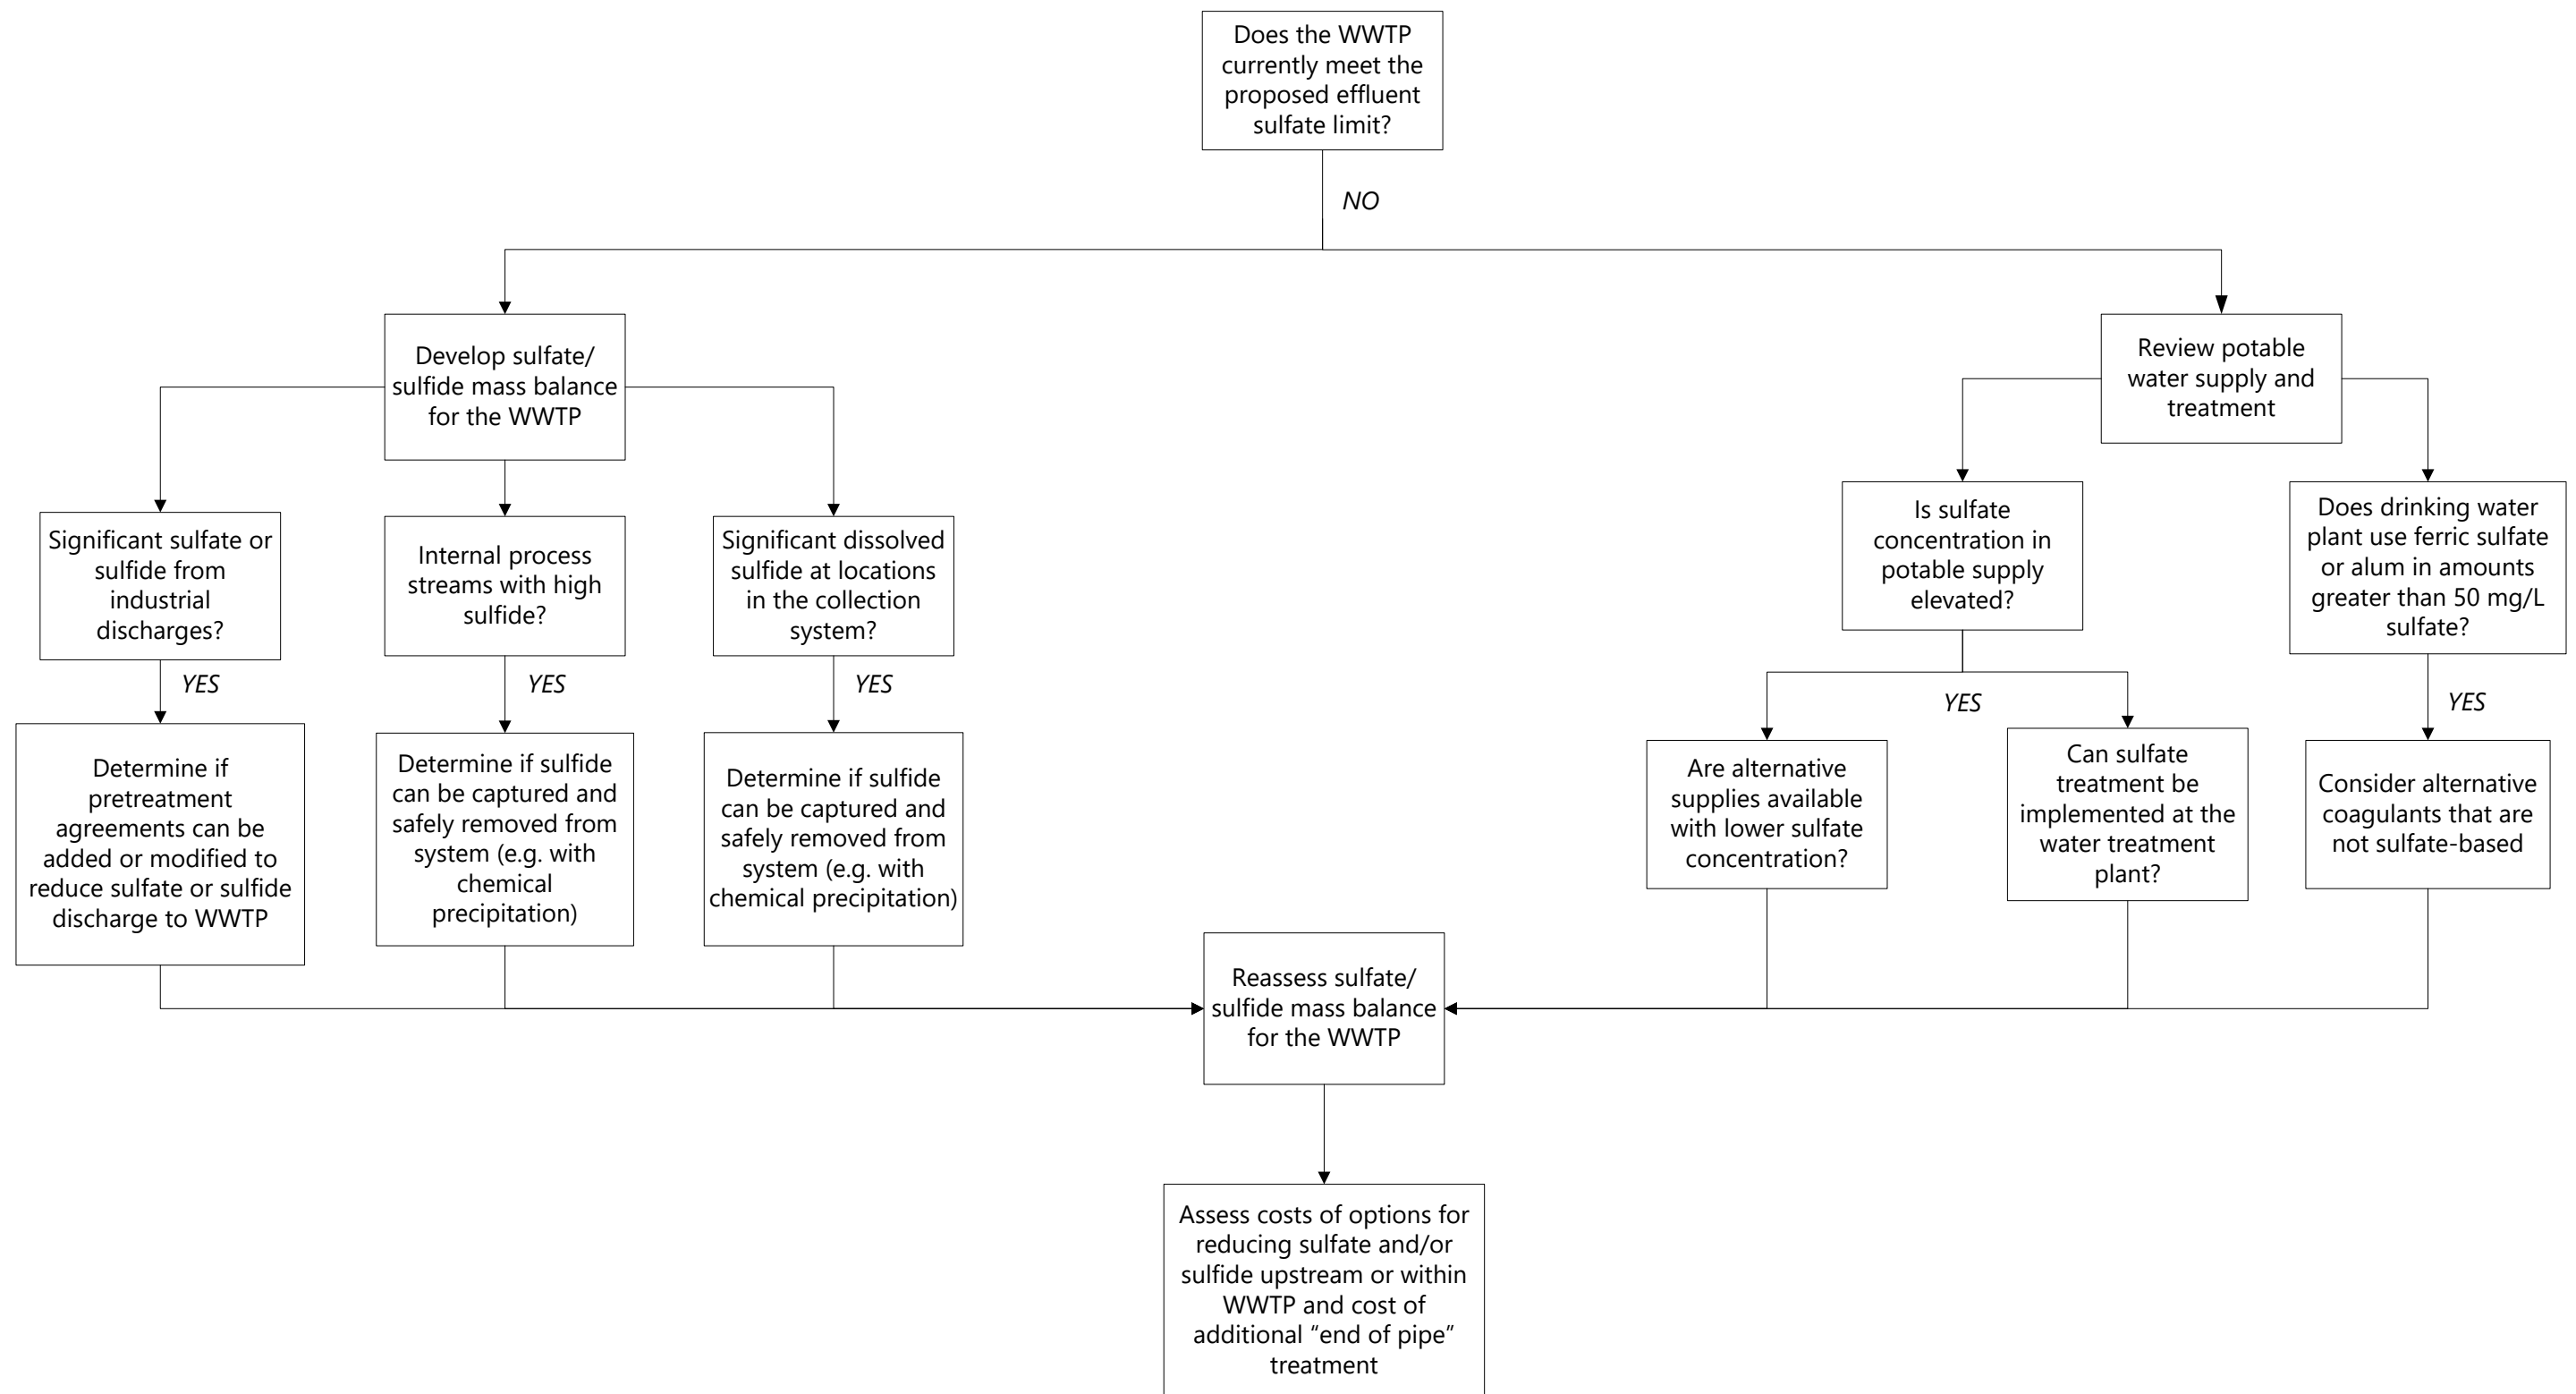 Does the WWTP
currently meet the
proposed effluent
sulfate limit?
NO
Develop sulfate/
sulfide mass balance
for the WWTP
Review potable
water supply and
treatment
Significant sulfate or
sulfide from
industrial
discharges?
Internal process
streams with high
sulfide?
Significant dissolved
sulfide at locations
in the collection
system?
Is sulfate
concentration in
potable supply
elevated?
Does drinking water
plant use ferric sulfate
or alum in amounts
greater than 50 mg/L
sulfate?
YES
YES
YES
YES
YES
Determine if
pretreatment
agreements can be
added or modified to
reduce sulfate or sulfide
discharge to WWTP
Determine if sulfide
can be captured and
safely removed from
system (e.g. with
chemical
precipitation)
Determine if sulfide
can be captured and
safely removed from
system (e.g. with
chemical precipitation)
Are alternative
supplies available
with lower sulfate
concentration?
Can sulfate
treatment be
implemented at the
water treatment
plant?
Consider alternative
coagulants that are
not sulfate-based
Reassess sulfate/
sulfide mass balance
for the WWTP
Assess costs of options for
reducing sulfate and/or
sulfide upstream or within
WWTP and cost of
additional “end of pipe”
treatment